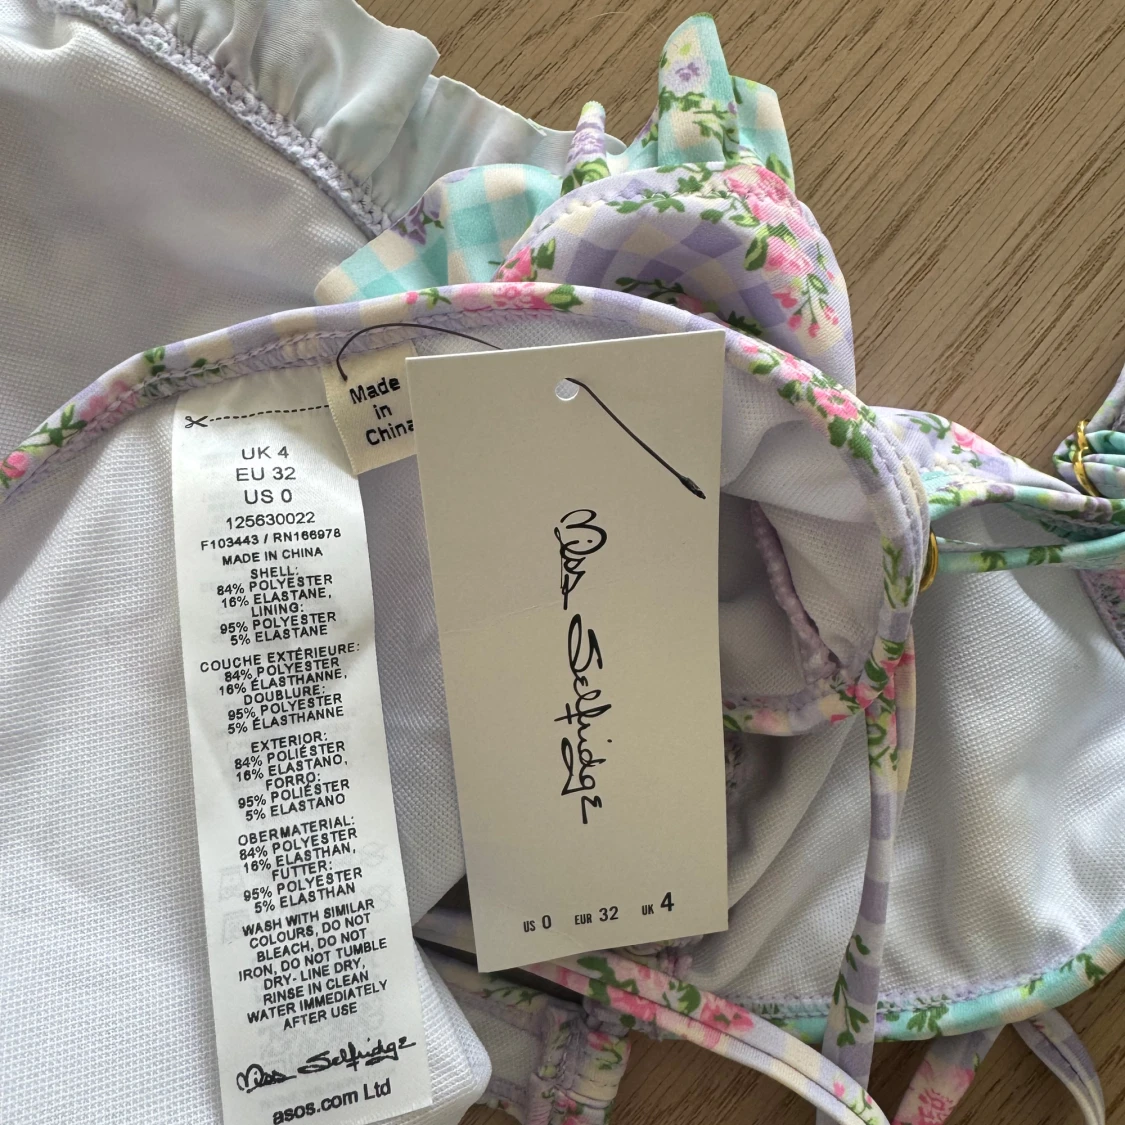 UK 4
EU 32
US 0
125630022
F103443 / RN166978
MADE IN CHINA
SHELL:
84% POLYESTER
16% ELASTANE,
LINING:
95% POLYESTER
5% ELASTANE
COUCHE EXTÉRIEURE:
84% POLYESTER
16% ÉLASTHANNE,
DOUBLURE:
95% POLYESTER
5% ÉLASTHANNE
EXTERIOR:
84% POLIÉSTER
16% ELASTANO,
FORRO:
95% POLIÉSTER
5% ELASTANO
OBERMATERIAL:
84% POLYESTER
16% ELASTHAN,
FUTTER:
95% POLYESTER
5% ELASTHAN
WASH WITH SIMILAR
COLOURS, DO NOT
BLEACH, DO NOT
IRON, DO NOT TUMBLE
DRY- LINE DRY,
RINSE IN CLEAN
WATER IMMEDIATELY
AFTER USE
Miss Selfridge
asos.com Ltd
Made
in
China
Miss Selfridge
US 0 EUR 32 UK 4